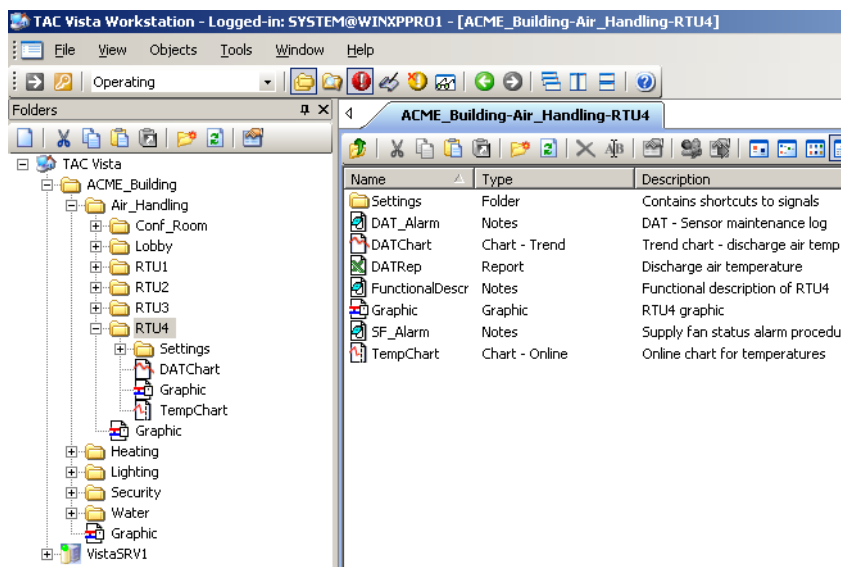 TAC Vista Workstation - Logged-in: SYSTEM@WINXPPRO1 - [ACME_Building-Air_Handling-RTU4]
File View Objects Tools Window Help
Operating
Folders
ACME_Building-Air_Handling-RTU4
TAC Vista
ACME_Building
Air_Handling
Conf_Room
Lobby
RTU1
RTU2
RTU3
RTU4
Settings
DATChart
Graphic
TempChart
Graphic
Heating
Lighting
Security
Water
Graphic
VistaSRV1
Name Type Description
Settings Folder Contains shortcuts to signals
DAT_Alarm Notes DAT - Sensor maintenance log
DATChart Chart - Trend Trend chart - discharge air temp
DATRep Report Discharge air temperature
FunctionalDescr Notes Functional description of RTU4
Graphic Graphic RTU4 graphic
SF_Alarm Notes Supply fan status alarm procedu
TempChart Chart - Online Online chart for temperatures